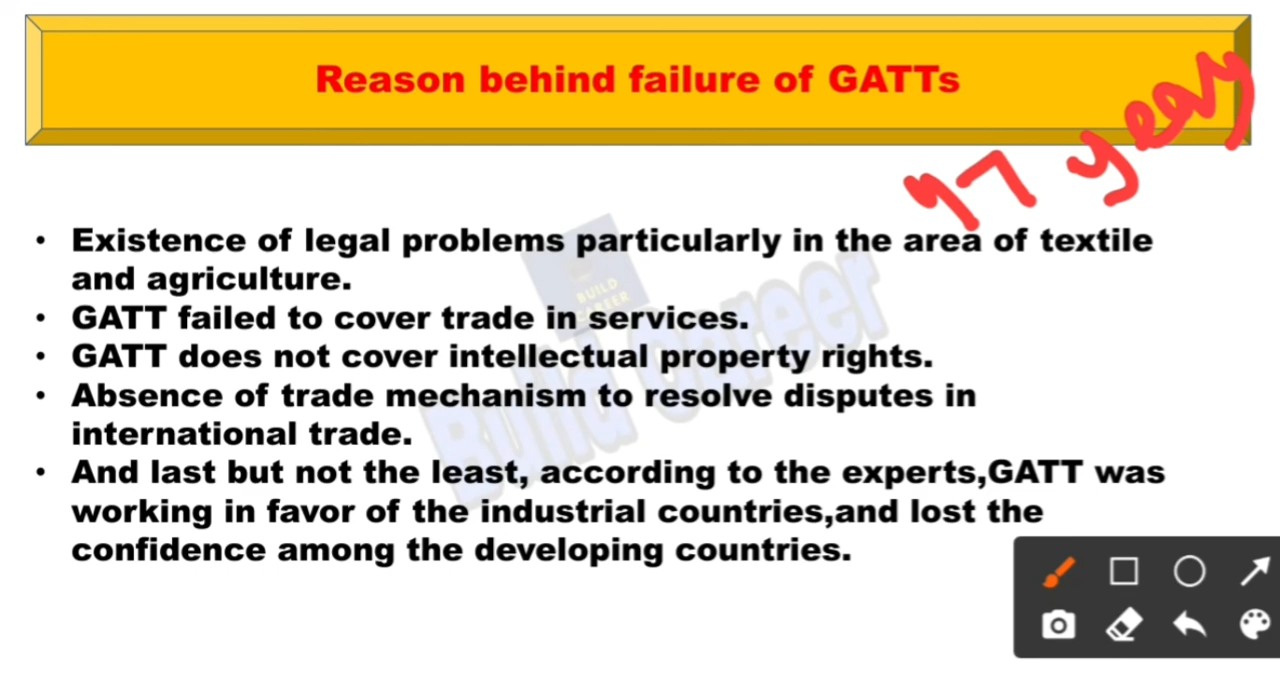 Reason behind failure of GATTs
47 years
• Existence of legal problems particularly in the area of textile
and agriculture.
• GATT failed to cover trade in services.
• GATT does not cover intellectual property rights.
• Absence of trade mechanism to resolve disputes in
international trade.
• And last but not the least, according to the experts,GATT was
working in favor of the industrial countries,and lost the
confidence among the developing countries.
BUILD
CAREER
Build Career